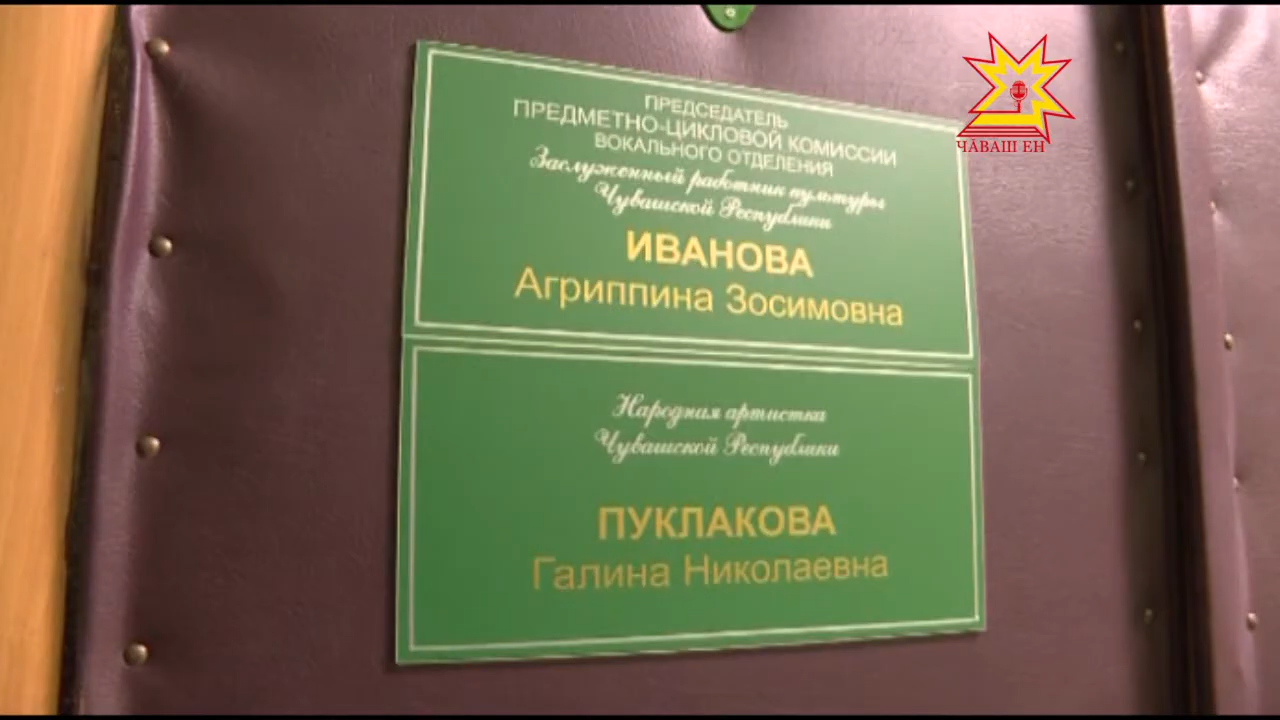 ПРЕДСЕДАТЕЛЬ
ПРЕДМЕТНО-ЦИКЛОВОЙ КОМИССИИ
ВОКАЛЬНОГО ОТДЕЛЕНИЯ
Заслуженный работник культуры
Чувашской Республики
ИВАНОВА
Агриппина Зосимовна
Народная артистка
Чувашской Республики
ПУКЛАКОВА
Галина Николаевна
ЧӐВАШ ЕН